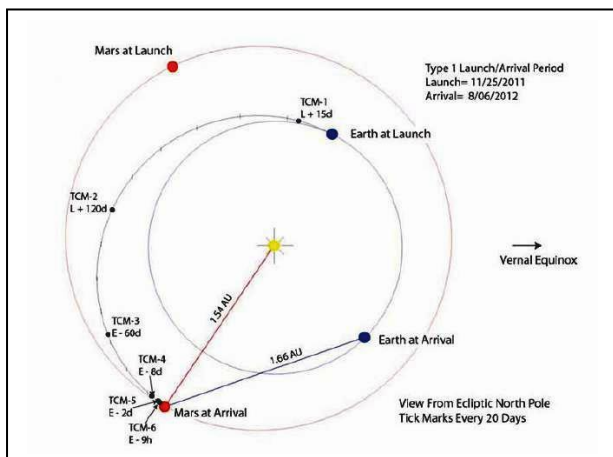 Mars at Launch
Type 1 Launch/Arrival Period
Launch= 11/25/2011
Arrival= 8/06/2012
TCM-1
L + 15d
Earth at Launch
TCM-2
L + 120d
Vernal Equinox
1.54 AU
TCM-3
E - 60d
Earth at Arrival
1.66 AU
TCM-4
E - 8d
TCM-5
E - 2d
Mars at Arrival
TCM-6
E - 9h
View From Ecliptic North Pole
Tick Marks Every 20 Days